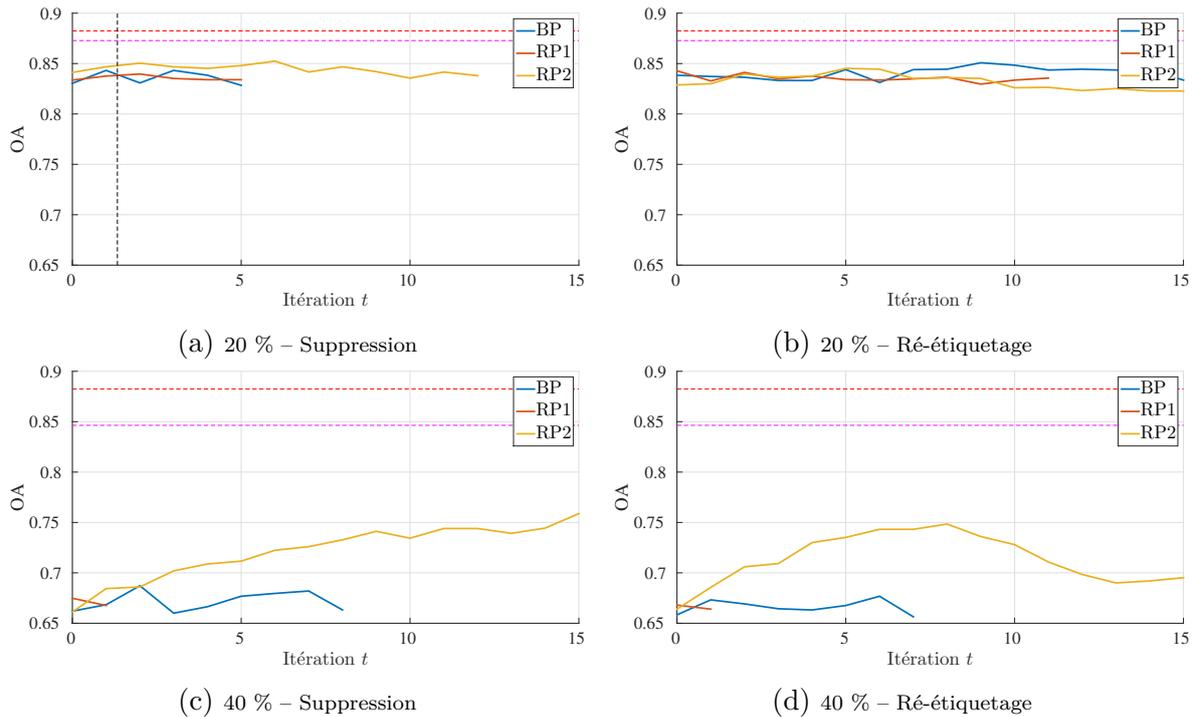 0.9
0.85
0.8
0.75
0.7
0.65
OA
0 5 10 15
Itération t
BP
RP1
RP2
(a) 20 % – Suppression
0.9
0.85
0.8
0.75
0.7
0.65
OA
0 5 10 15
Itération t
BP
RP1
RP2
(b) 20 % – Ré-étiquetage
0.9
0.85
0.8
0.75
0.7
0.65
OA
0 5 10 15
Itération t
BP
RP1
RP2
(c) 40 % – Suppression
0.9
0.85
0.8
0.75
0.7
0.65
OA
0 5 10 15
Itération t
BP
RP1
RP2
(d) 40 % – Ré-étiquetage